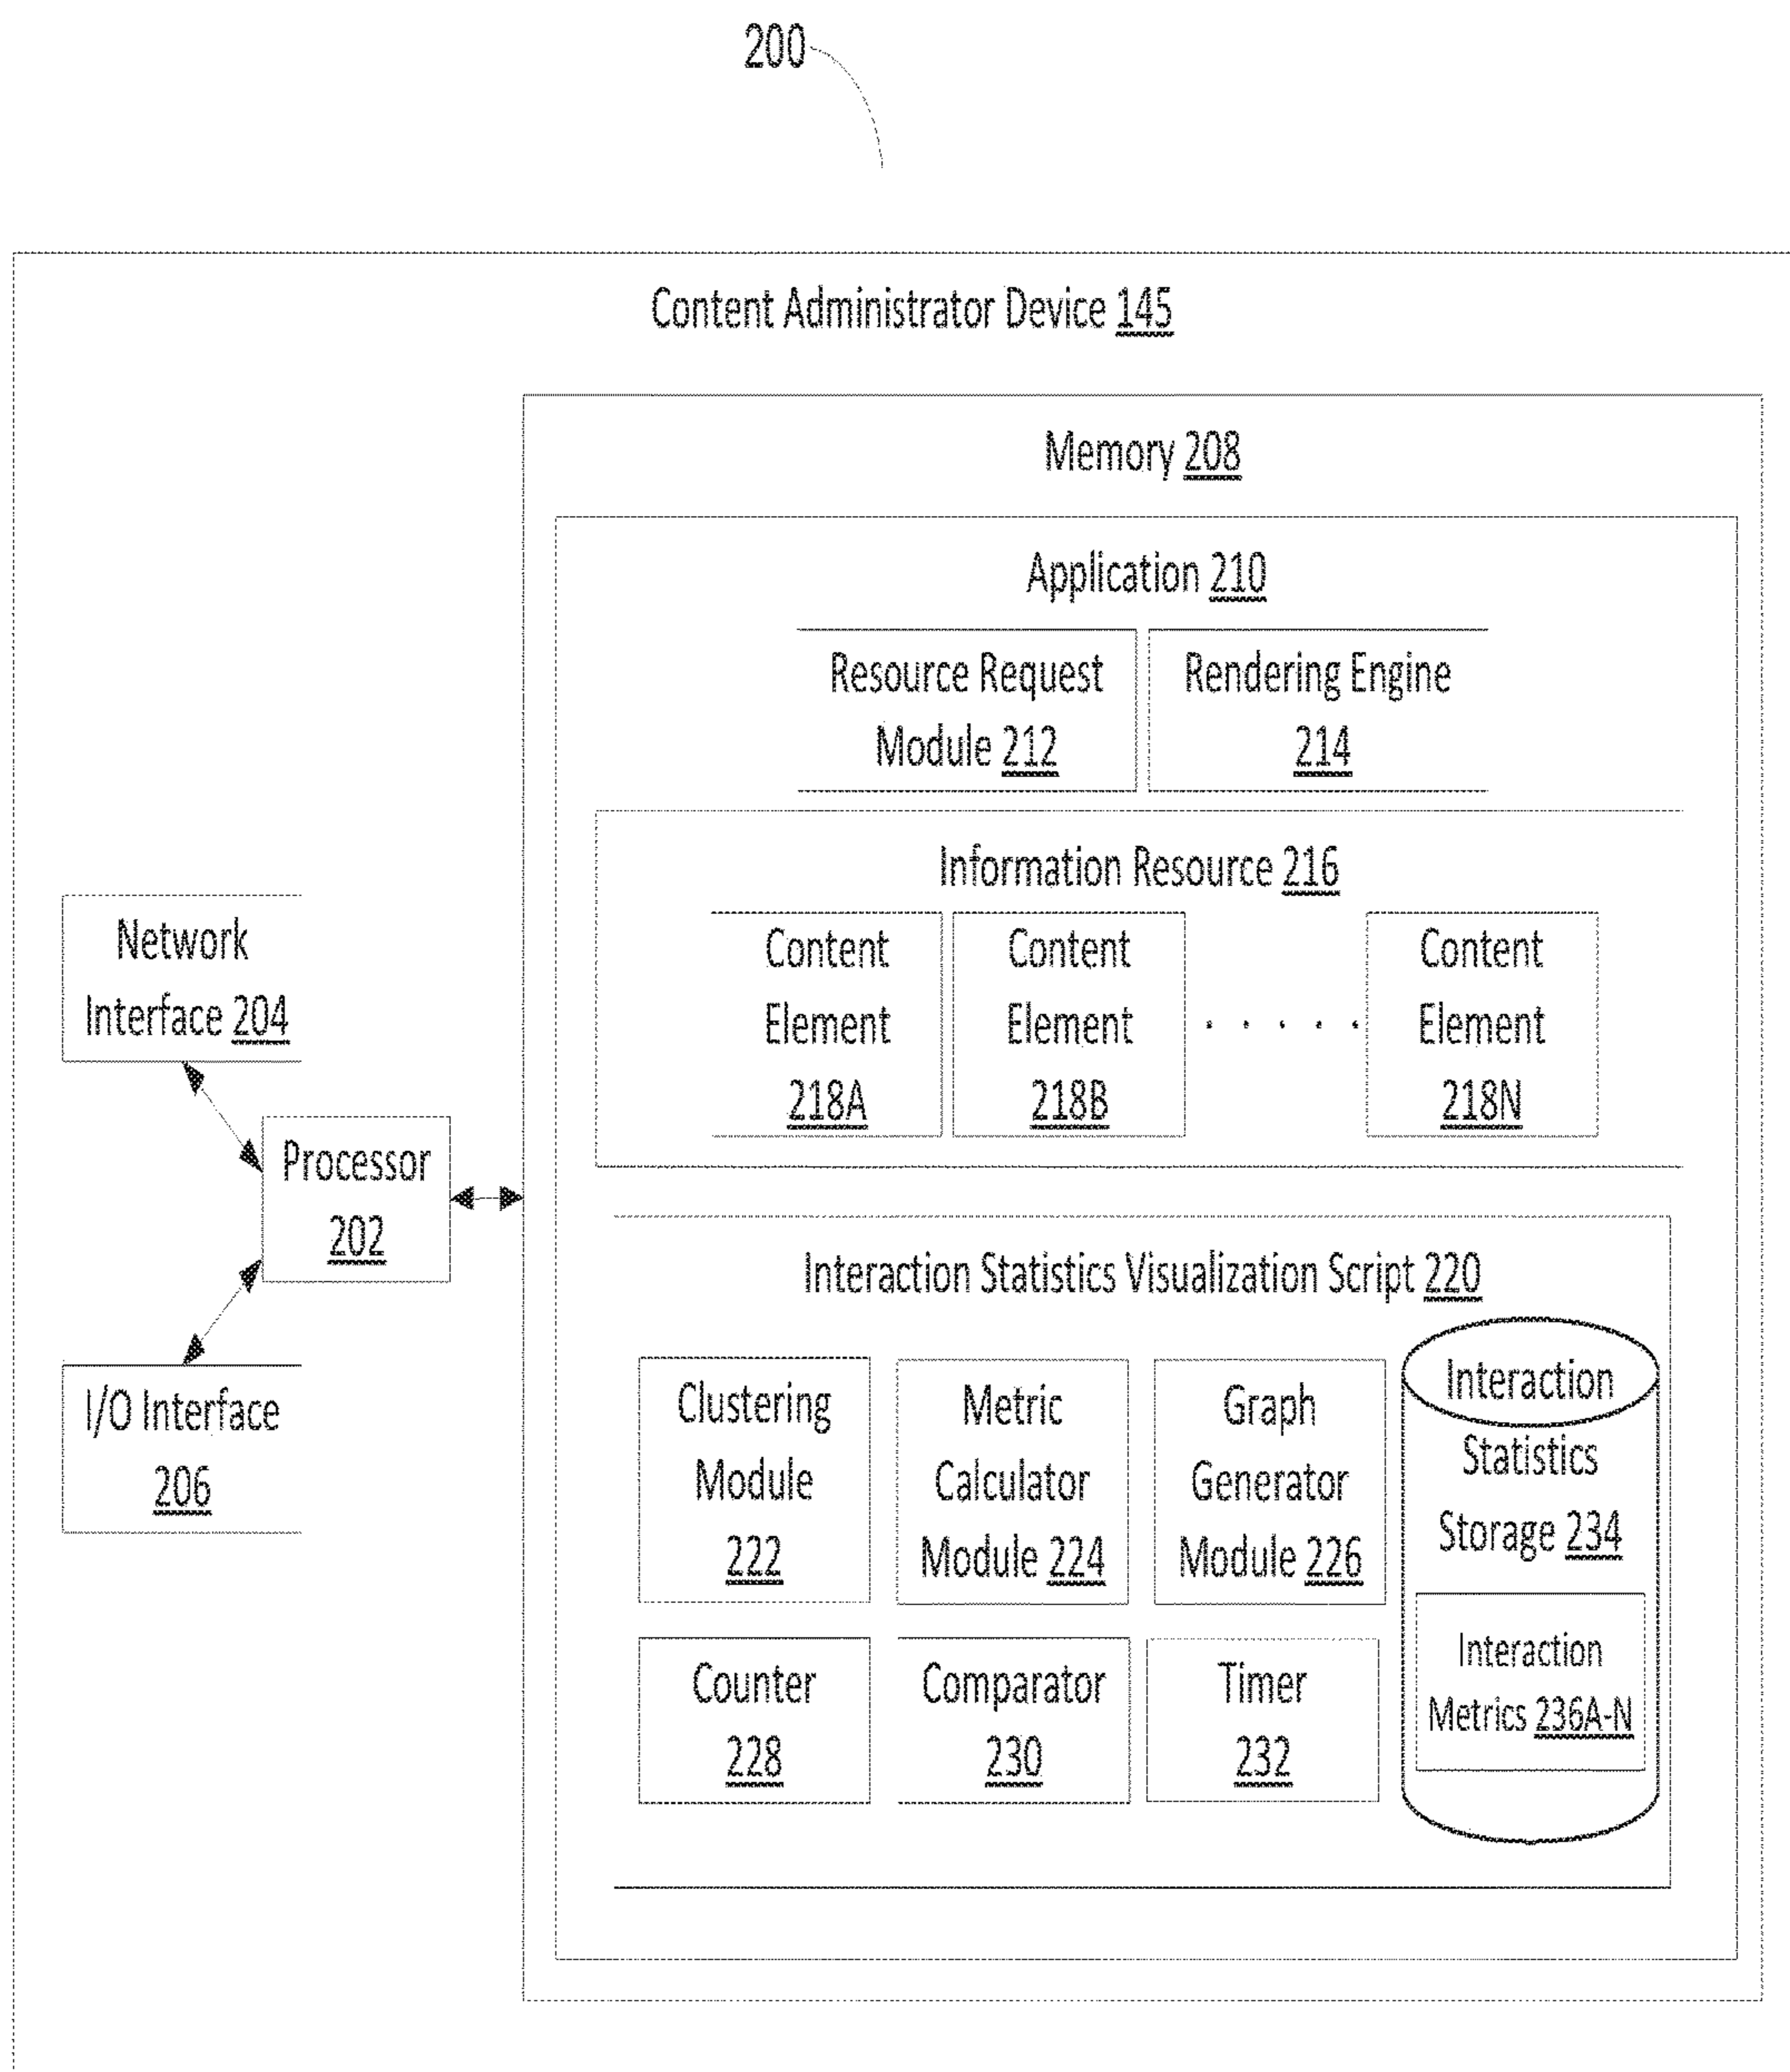 200
Content Administrator Device 145
Memory 208
Application 210
Resource Request
Module 212
Rendering Engine
214
Information Resource 216
Content
Element
218A
Content
Element
218B
. . . . .
Content
Element
218N
Network
Interface 204
Processor
202
I/O Interface
206
Interaction Statistics Visualization Script 220
Clustering
Module
222
Metric
Calculator
Module 224
Graph
Generator
Module 226
Interaction
Statistics
Storage 234
Interaction
Metrics 236A-N
Counter
228
Comparator
230
Timer
232